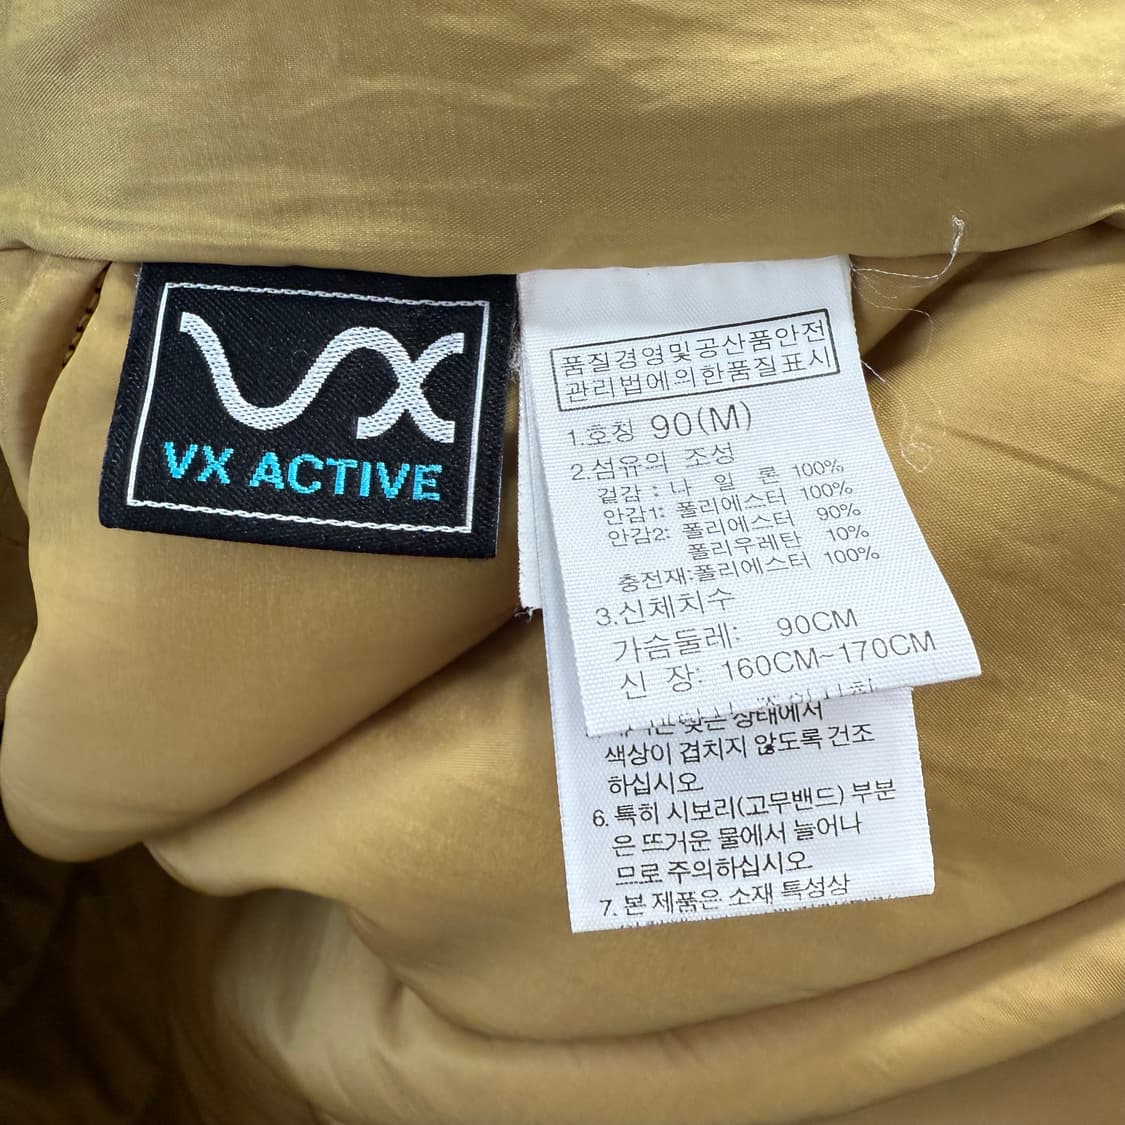 VX
VX ACTIVE
품질경영및공산품안전
관리법에의한품질표시
1.호칭 90(M)
2.섬유의 조성
겉감 : 나 일 론 100%
안감1: 폴리에스터 100%
안감2: 폴리에스터 90%
폴리우레탄 10%
충전재:폴리에스터 100%
3.신체치수
가슴둘레: 90CM
신 장: 160CM~170CM
상태에서
색상이 겹치지 않도록 건조
하십시오
6. 특히 시보리(고무밴드) 부분
은 뜨거운 물에서 늘어나
므로 주의하십시오
7. 본 제품은 소재 특성상